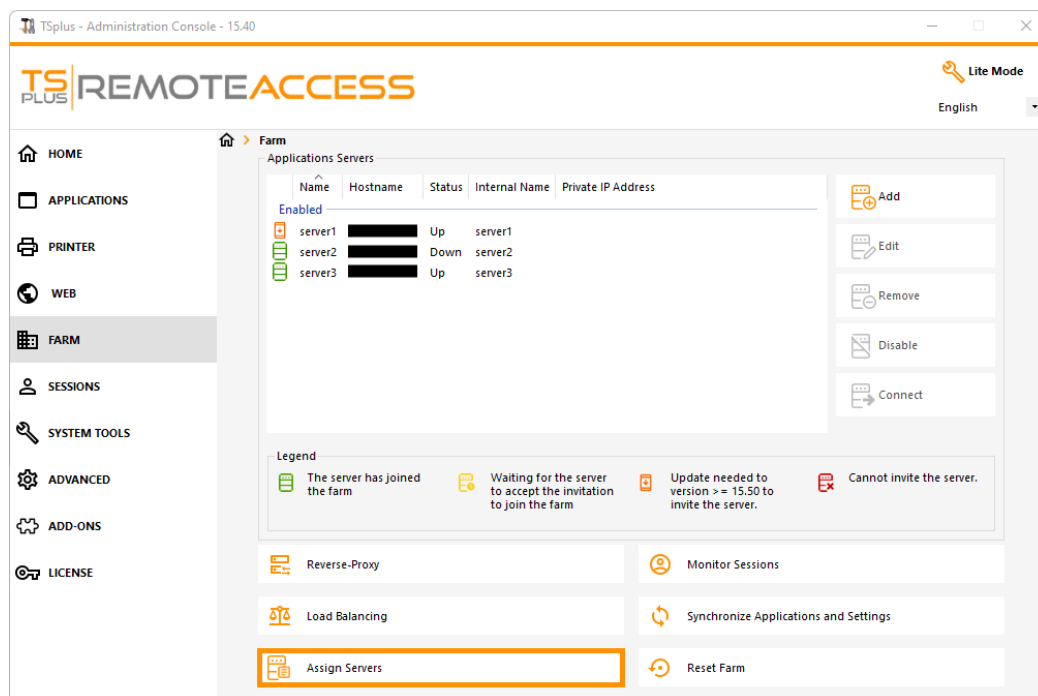 TSplus - Administration Console - 15.40
TS PLUS REMOTEACCESS
Lite Mode
English
HOME
APPLICATIONS
PRINTER
WEB
FARM
SESSIONS
SYSTEM TOOLS
ADVANCED
ADD-ONS
LICENSE
Farm
Applications Servers
Name Hostname Status Internal Name Private IP Address
Enabled
server1 Up server1
server2 Down server2
server3 Up server3
Add
Edit
Remove
Disable
Connect
Legend
The server has joined
the farm
Waiting for the server
to accept the invitation
to join the farm
Update needed to
version >= 15.50 to
invite the server.
Cannot invite the server.
Reverse-Proxy
Monitor Sessions
Load Balancing
Synchronize Applications and Settings
Assign Servers
Reset Farm